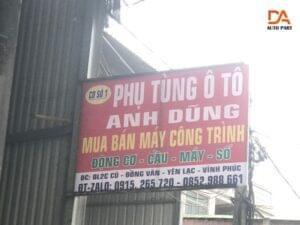 DA
AUTO PART
CƠ SỞ 1
PHỤ TÙNG Ô TÔ
ANH DŨNG
MUA BÁN MÁY CÔNG TRÌNH
ĐỘNG CƠ - CẦU - MÁY - SỐ
ĐC: QL2C CŨ - ĐỒNG VĂN - YÊN LẠC - VĨNH PHÚC
ĐT-ZALO: 0915. 265.720 - 0852.988.661